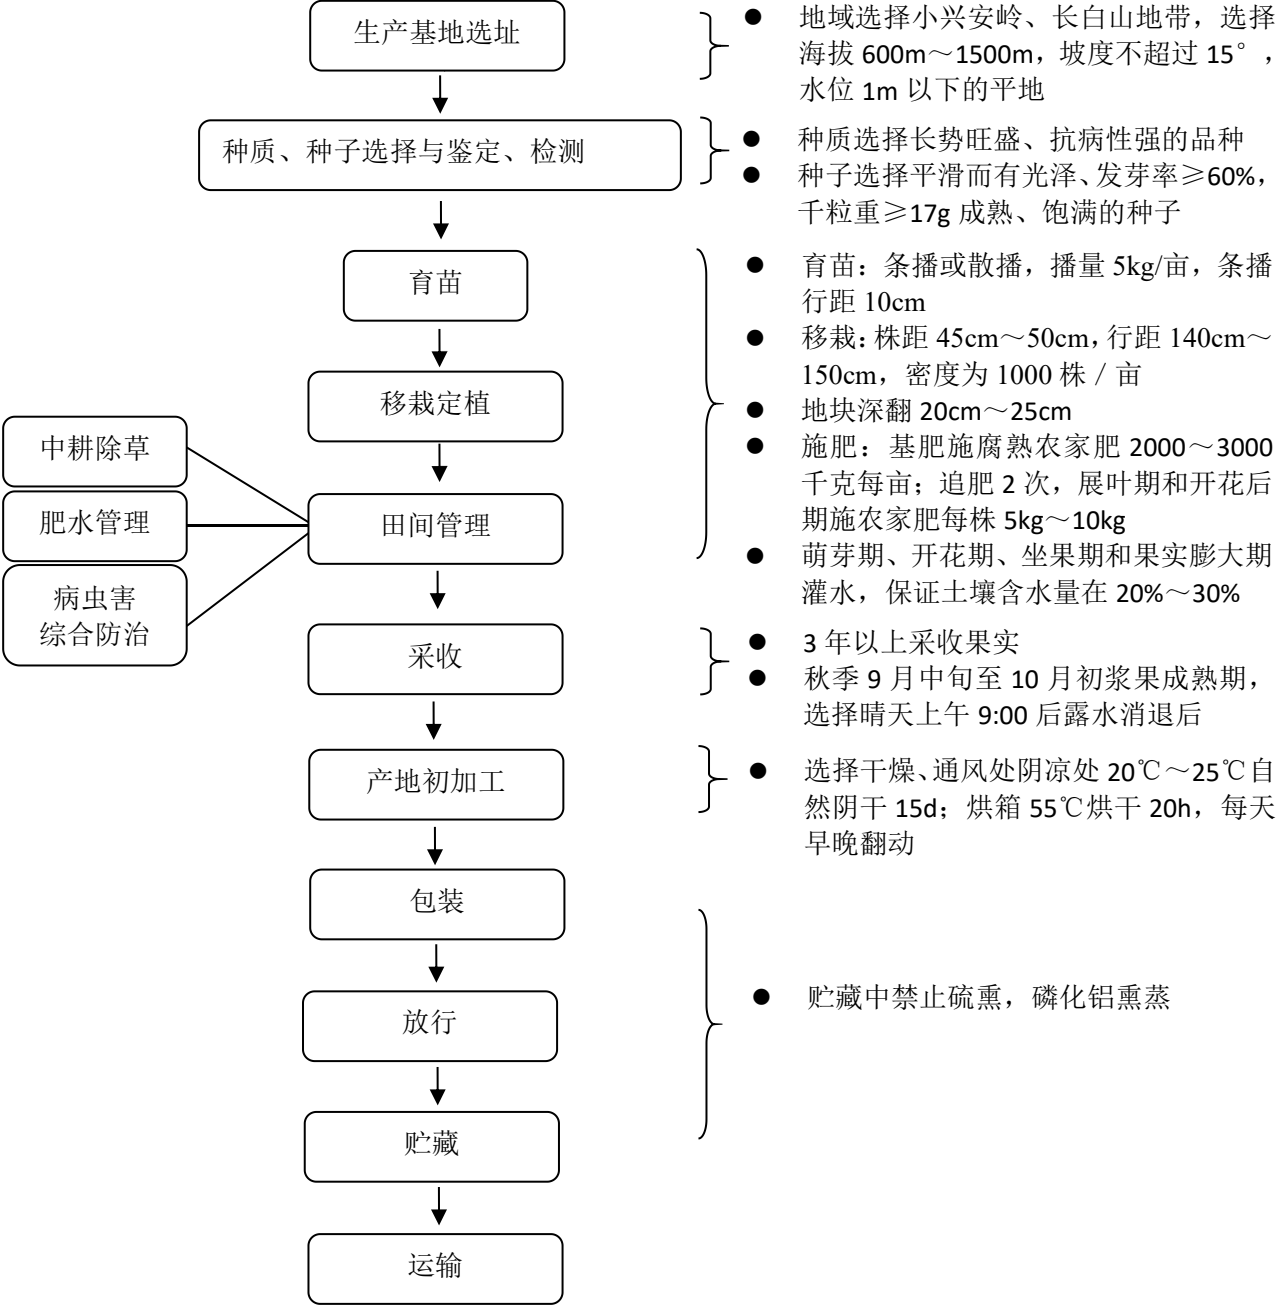 生产基地选址
地域选择小兴安岭、长白山地带，选择
海拔 600m～1500m，坡度不超过 15°，
水位 1m 以下的平地
种质、种子选择与鉴定、检测
种质选择长势旺盛、抗病性强的品种
种子选择平滑而有光泽、发芽率≥60%，
千粒重≥17g 成熟、饱满的种子
育苗
移栽定植
中耕除草
肥水管理
病虫害
综合防治
田间管理
育苗：条播或散播，播量 5kg/亩，条播
行距 10cm
移栽：株距 45cm～50cm，行距 140cm～
150cm，密度为 1000 株／亩
地块深翻 20cm～25cm
施肥：基肥施腐熟农家肥 2000～3000
千克每亩；追肥 2 次，展叶期和开花后
期施农家肥每株 5kg～10kg
萌芽期、开花期、坐果期和果实膨大期
灌水，保证土壤含水量在 20%～30%
采收
3 年以上采收果实
秋季 9 月中旬至 10 月初浆果成熟期，
选择晴天上午 9:00 后露水消退后
产地初加工
选择干燥、通风处阴凉处 20℃～25℃自
然阴干 15d；烘箱 55℃烘干 20h，每天
早晚翻动
包装
放行
贮藏
贮藏中禁止硫熏，磷化铝熏蒸
运输